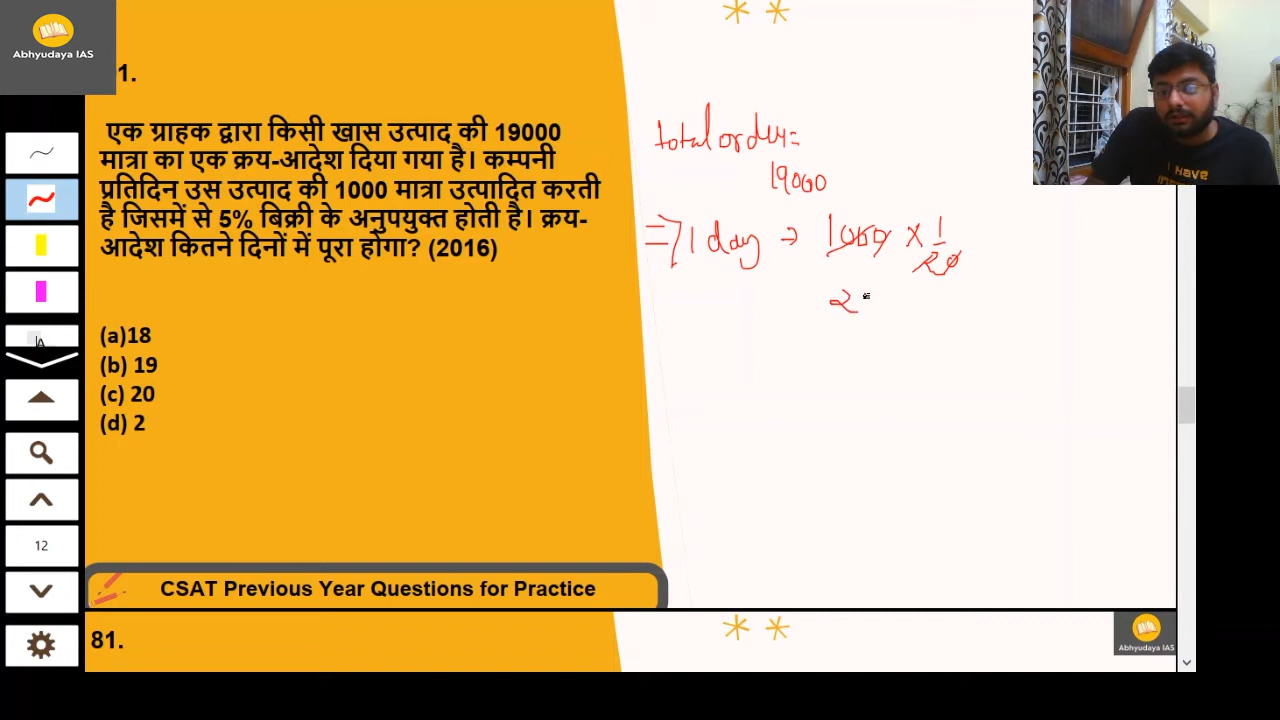 Abhyudaya IAS
1.
एक ग्राहक द्वारा किसी खास उत्पाद की 19000
मात्रा का एक क्रय-आदेश दिया गया है। कम्पनी
प्रतिदिन उस उत्पाद की 1000 मात्रा उत्पादित करती
है जिसमें से 5% बिक्री के अनुपयुक्त होती है। क्रय-
आदेश कितने दिनों में पूरा होगा? (2016)
(a)18
(b) 19
(c) 20
(d) 2
total order=
19000
⇒ 1 day → 1000 × 1
20
2
I HAVE
A
12
CSAT Previous Year Questions for Practice
81.
Abhyudaya IAS